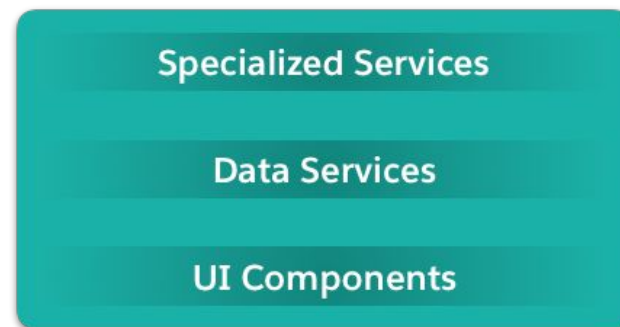 Specialized Services
Data Services
UI Components